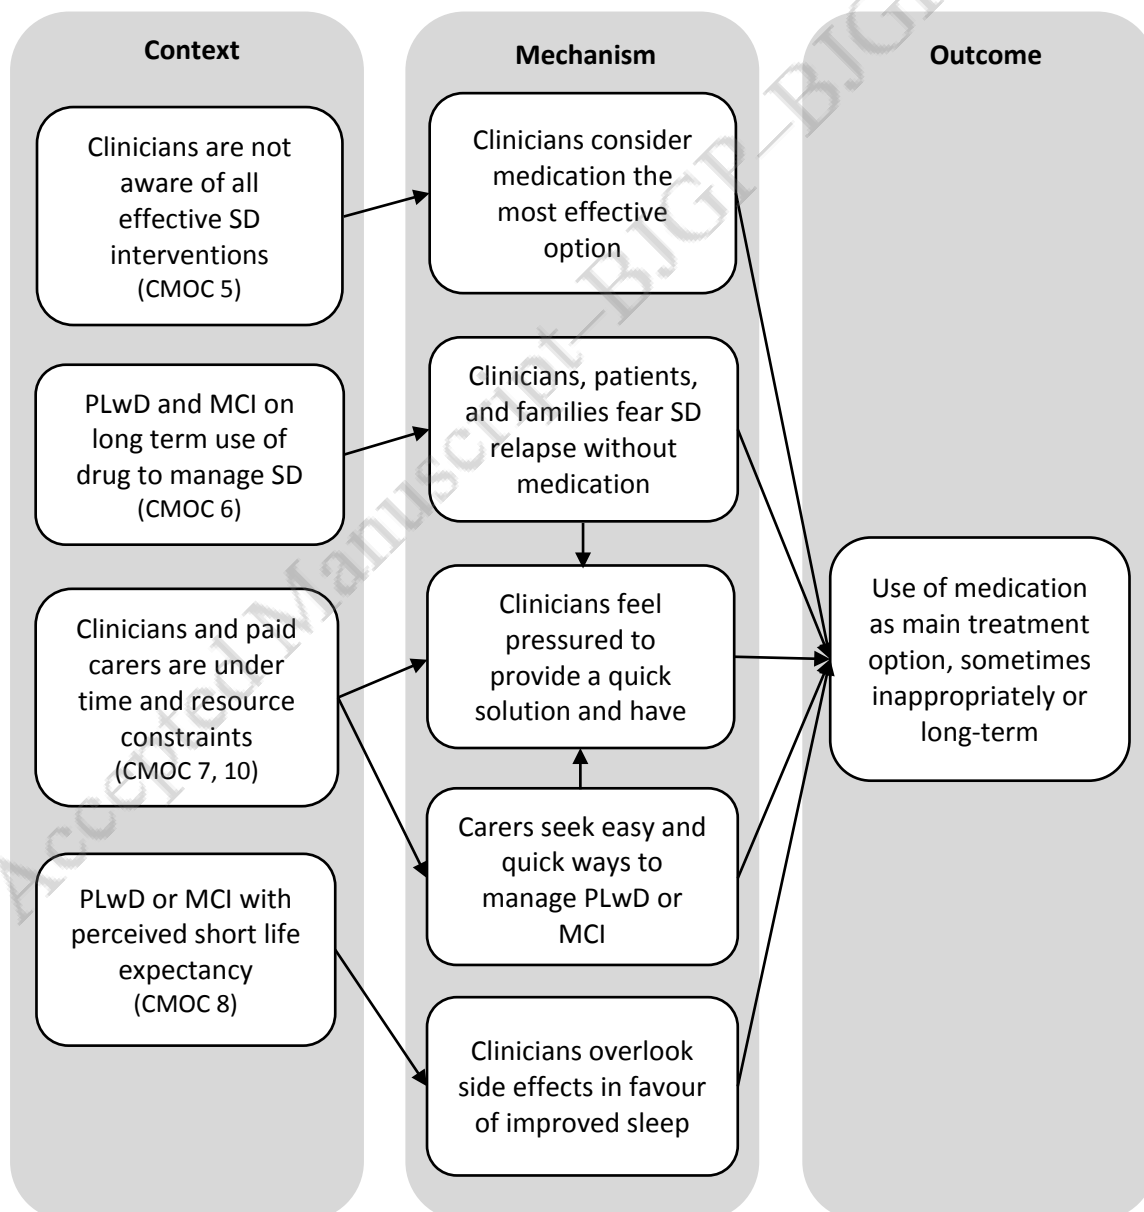 Context
Clinicians are not
aware of all
effective SD
interventions
(CMOC 5)
PLwD and MCI on
long term use of
drug to manage SD
(CMOC 6)
Clinicians and paid
carers are under
time and resource
constraints
(CMOC 7, 10)
PLwD or MCI with
perceived short life
expectancy
(CMOC 8)
Mechanism
Clinicians consider
medication the
most effective
option
Clinicians, patients,
and families fear SD
relapse without
medication
Clinicians feel
pressured to
provide a quick
solution and have
Carers seek easy and
quick ways to
manage PLwD or
MCI
Clinicians overlook
side effects in favour
of improved sleep
Outcome
Use of medication
as main treatment
option, sometimes
inappropriately or
long-term
Accepted Manuscript–BJGP–BJGP